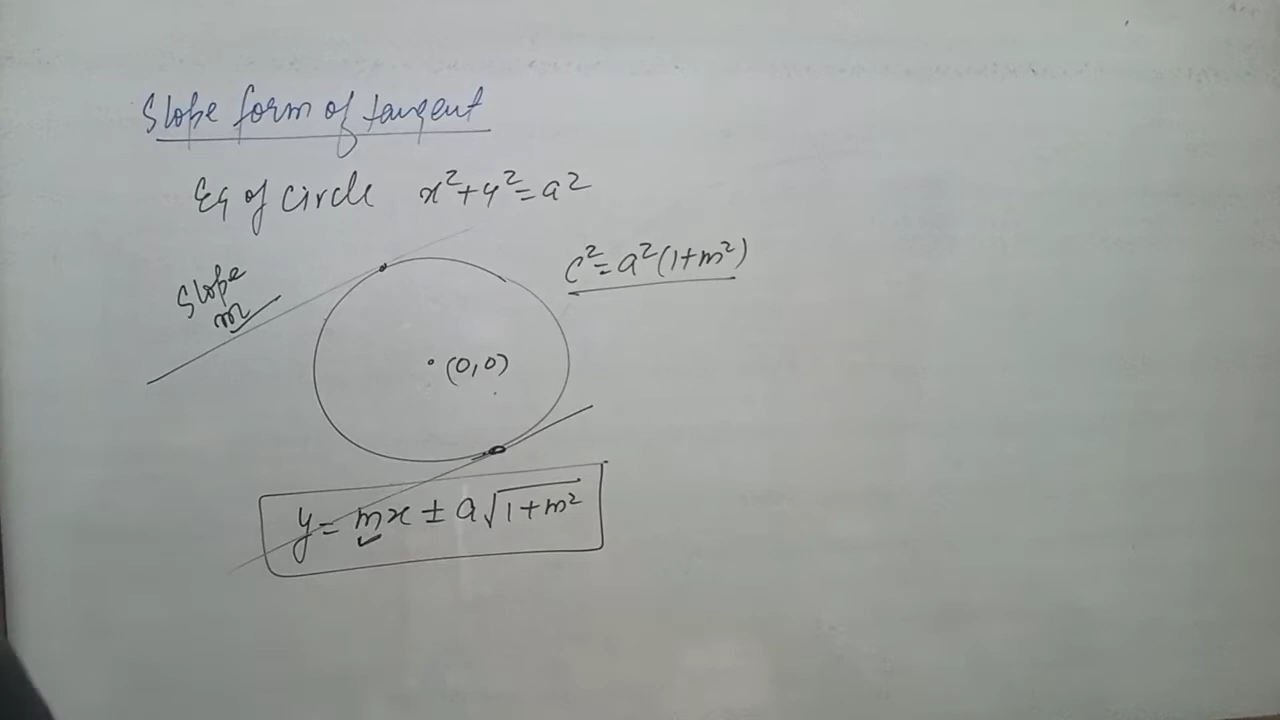 Slope form of tangent
Eq of circle x²+y²=a²
c²=a²(1+m²)
Slope
m
(0,0)
y=mx±a√1+m²